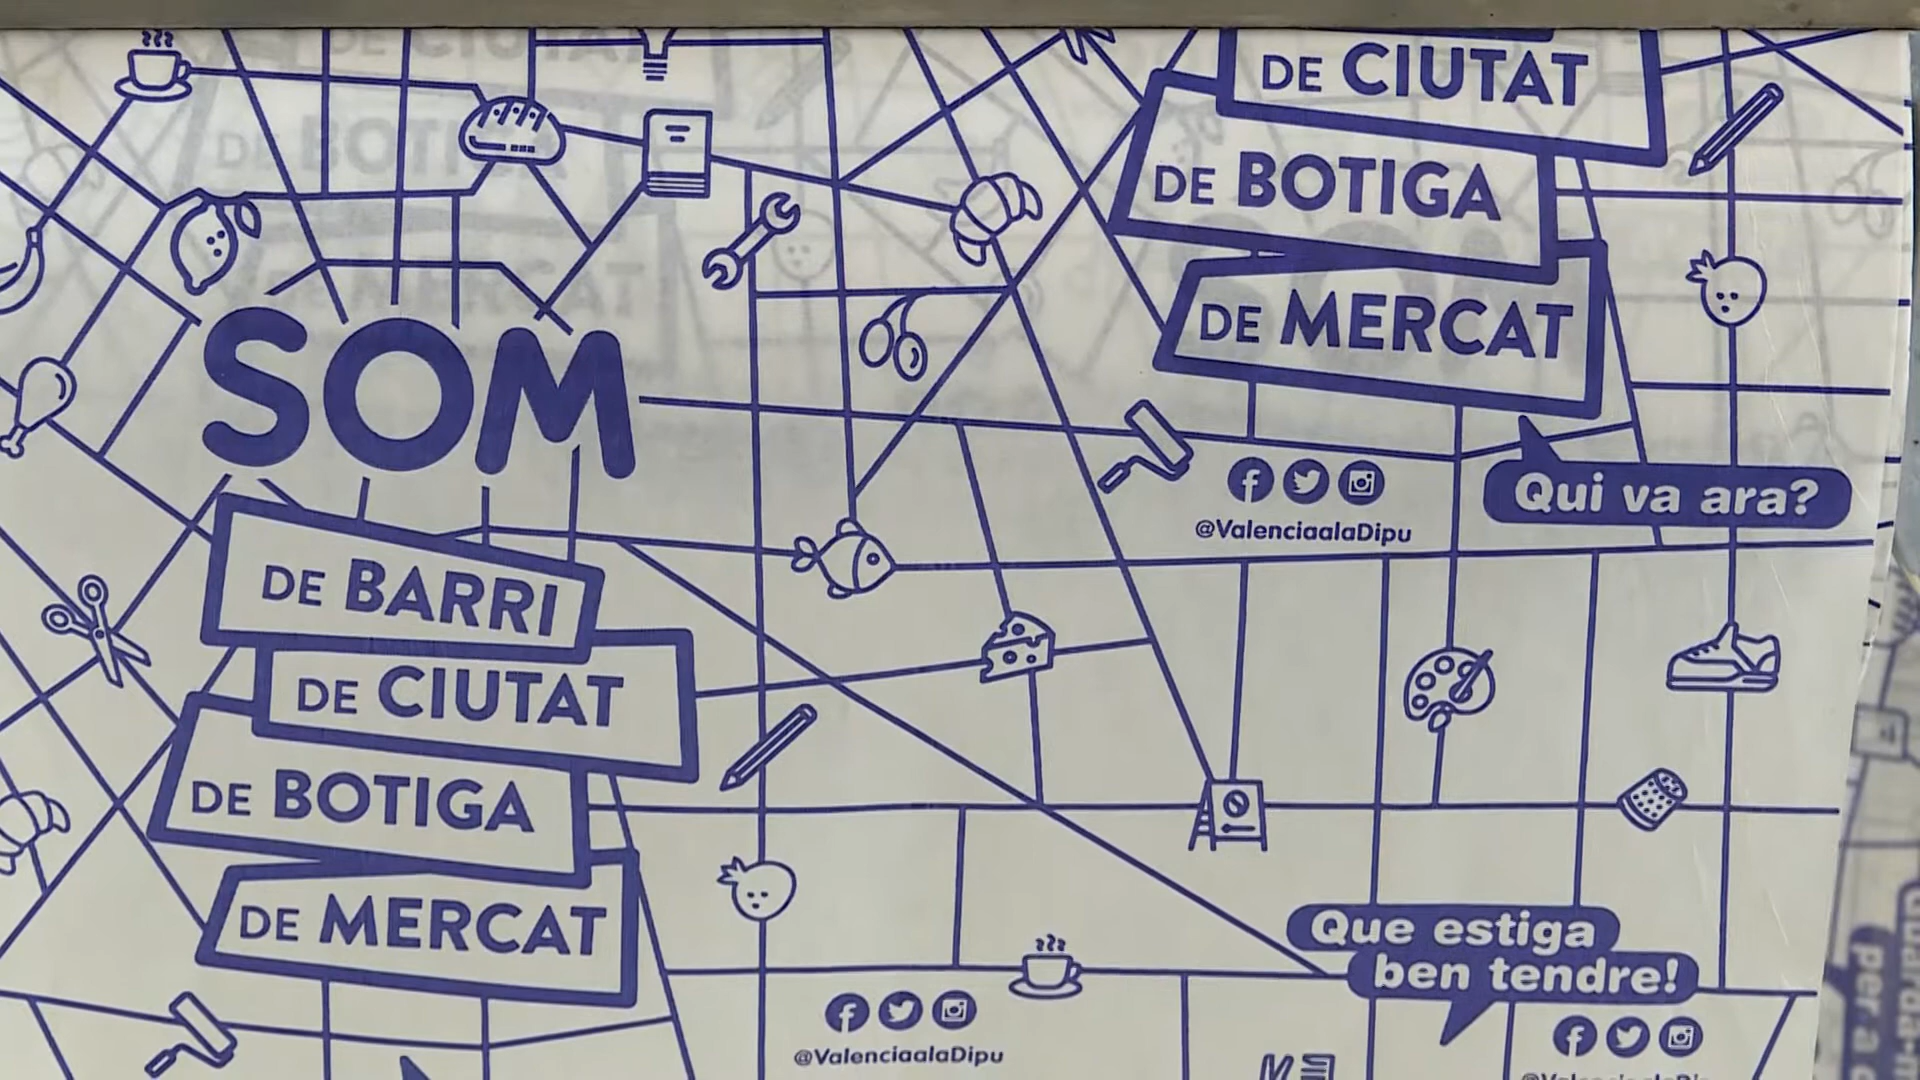 SOM
DE BARRI
DE CIUTAT
DE BOTIGA
DE MERCAT
@ValenciaalaDipu
DE CIUTAT
DE BOTIGA
DE MERCAT
@ValenciaalaDipu
Qui va ara?
Que estiga
ben tendre!
per a